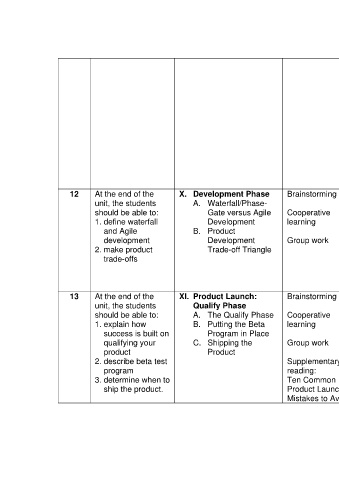 12
At the end of the
unit, the students
should be able to:
1. define waterfall
and Agile
development
2. make product
trade-offs
X. Development Phase
A. Waterfall/Phase-
Gate versus Agile
Development
B. Product
Development
Trade-off Triangle
Brainstorming
Cooperative
learning
Group work
13
At the end of the
unit, the students
should be able to:
1. explain how
success is built on
qualifying your
product
2. describe beta test
program
3. determine when to
ship the product.
XI. Product Launch:
Qualify Phase
A. The Qualify Phase
B. Putting the Beta
Program in Place
C. Shipping the
Product
Brainstorming
Cooperative
learning
Group work
Supplementary
reading:
Ten Common
Product Launc
Mistakes to Av